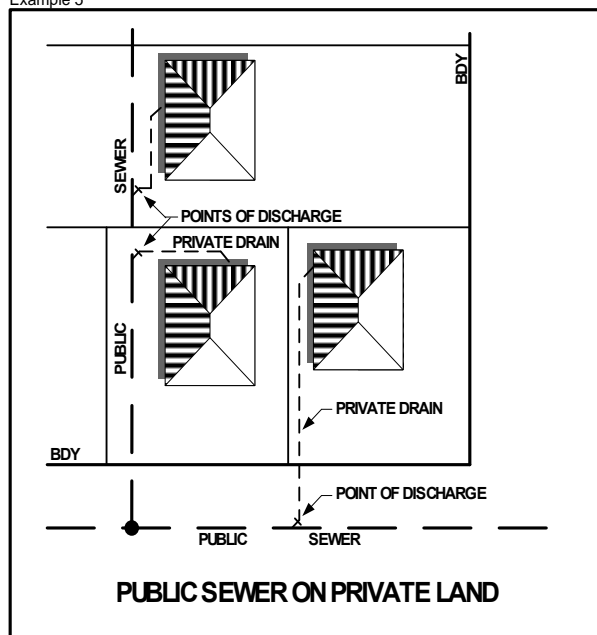 Example 5
BDY
SEWER
POINTS OF DISCHARGE
PRIVATE DRAIN
PUBLIC
PRIVATE DRAIN
BDY
POINT OF DISCHARGE
PUBLIC SEWER
PUBLIC SEWER ON PRIVATE LAND